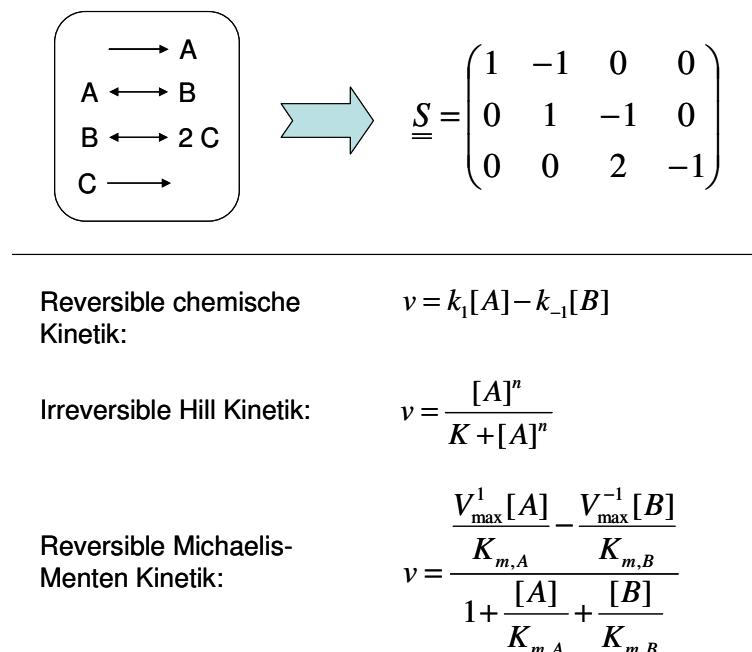 → A
A ↔ B
B ↔ 2 C
C →
S = (1 -1 0 0
0 1 -1 0
0 0 2 -1)
Reversible chemische
Kinetik:
v = k₁[A] − k₋₁[B]
Irreversible Hill Kinetik:
v = [A]ⁿ / (K + [A]ⁿ)
Reversible Michaelis-
Menten Kinetik:
v = (V¹max[A] / Km,A − V⁻¹max[B] / Km,B) / (1 + [A] / Km,A + [B] / Km,B)